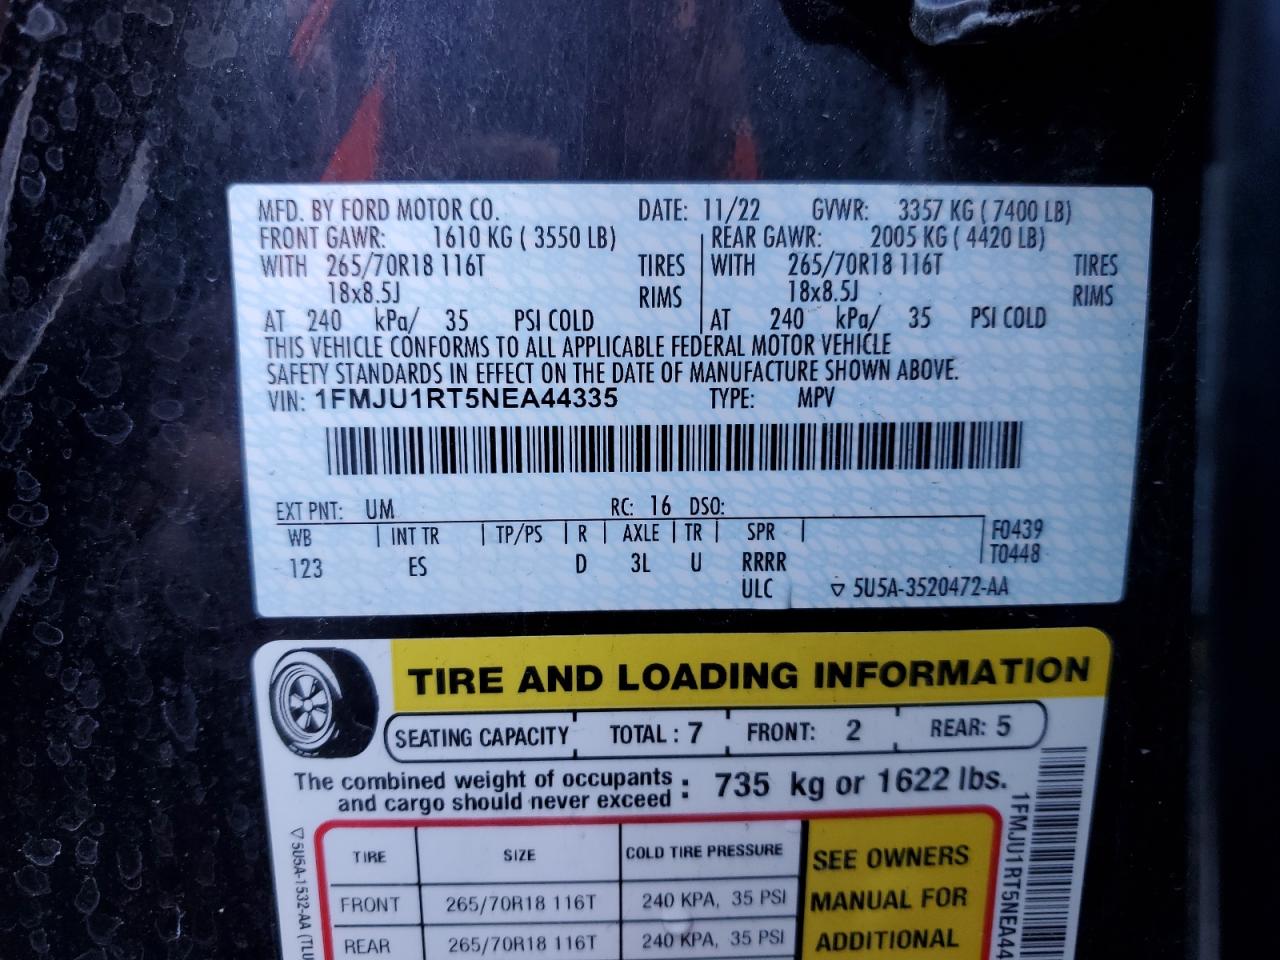 MFD. BY FORD MOTOR CO. DATE: 11/22 GVWR: 3357 KG ( 7400 LB)
FRONT GAWR: 1610 KG ( 3550 LB) REAR GAWR: 2005 KG ( 4420 LB)
WITH 265/70R18 116T TIRES WITH 265/70R18 116T TIRES
18x8.5J RIMS 18x8.5J RIMS
AT 240 kPa/ 35 PSI COLD AT 240 kPa/ 35 PSI COLD
THIS VEHICLE CONFORMS TO ALL APPLICABLE FEDERAL MOTOR VEHICLE
SAFETY STANDARDS IN EFFECT ON THE DATE OF MANUFACTURE SHOWN ABOVE.
VIN: 1FMJU1RT5NEA44335 TYPE: MPV
EXT PNT: UM RC: 16 DSO:
WB INT TR TP/PS R AXLE TR SPR F0439
T0448
123 ES D 3L U RRRR
ULC ▽ 5U5A-3520472-AA
TIRE AND LOADING INFORMATION
SEATING CAPACITY TOTAL : 7 FRONT: 2 REAR: 5
The combined weight of occupants and cargo should never exceed : 735 kg or 1622 lbs.
TIRE SIZE COLD TIRE PRESSURE
FRONT 265/70R18 116T 240 KPA, 35 PSI
REAR 265/70R18 116T 240 KPA, 35 PSI
SEE OWNERS
MANUAL FOR
ADDITIONAL
▽5U5A-1532-AA (TLU
1FMJU1RT5NEA44